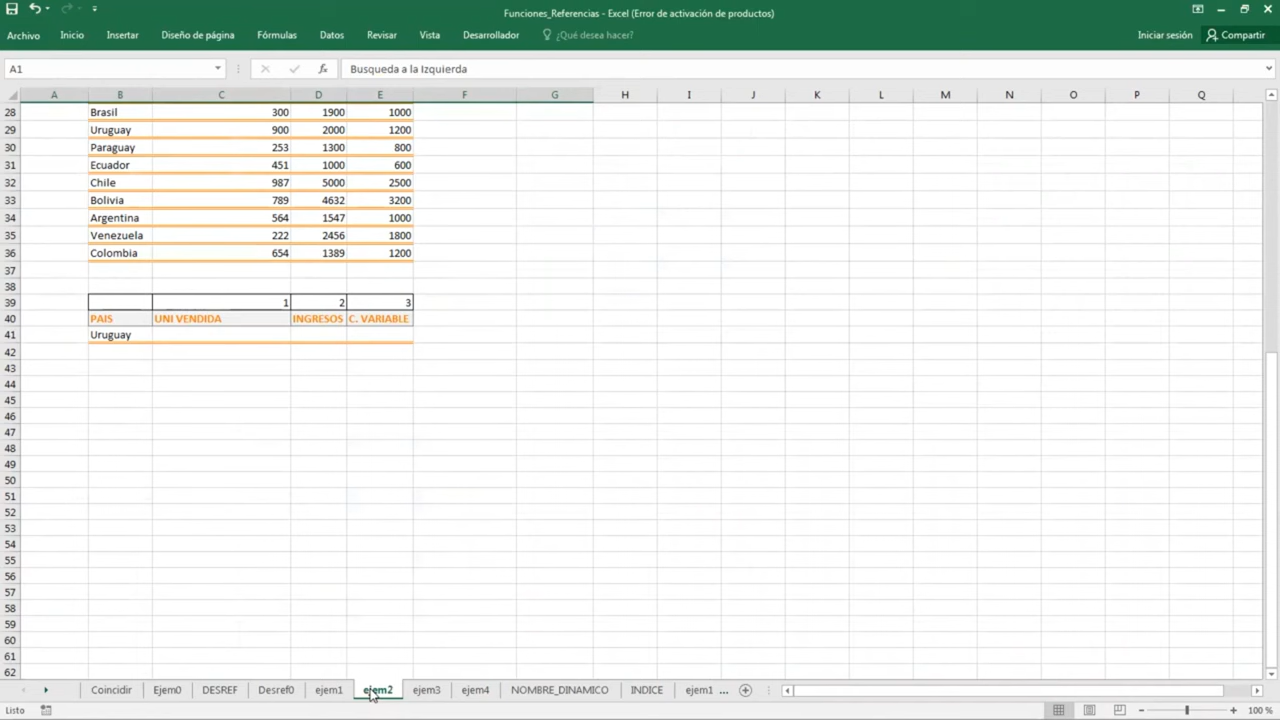 Funciones_Referencias - Excel (Error de activación de productos)
Archivo Inicio Insertar Diseño de página Fórmulas Datos Revisar Vista Desarrollador ¿Qué desea hacer? Iniciar sesión Compartir
A1 fx Busqueda a la Izquierda
A B C D E F G H I J K L M N O P Q
28 Brasil 300 1900 1000
29 Uruguay 900 2000 1200
30 Paraguay 253 1300 800
31 Ecuador 451 1000 600
32 Chile 987 5000 2500
33 Bolivia 789 4632 3200
34 Argentina 564 1547 1000
35 Venezuela 222 2456 1800
36 Colombia 654 1389 1200
37
38
39 1 2 3
40 PAIS UNI VENDIDA INGRESOS C. VARIABLE
41 Uruguay
42
43
44
45
46
47
48
49
50
51
52
53
54
55
56
57
58
59
60
61
62
Coincidir Ejem0 DESREF Desref0 ejem1 ejem2 ejem3 ejem4 NOMBRE_DINAMICO INDICE ejem1 ...
Listo 100 %